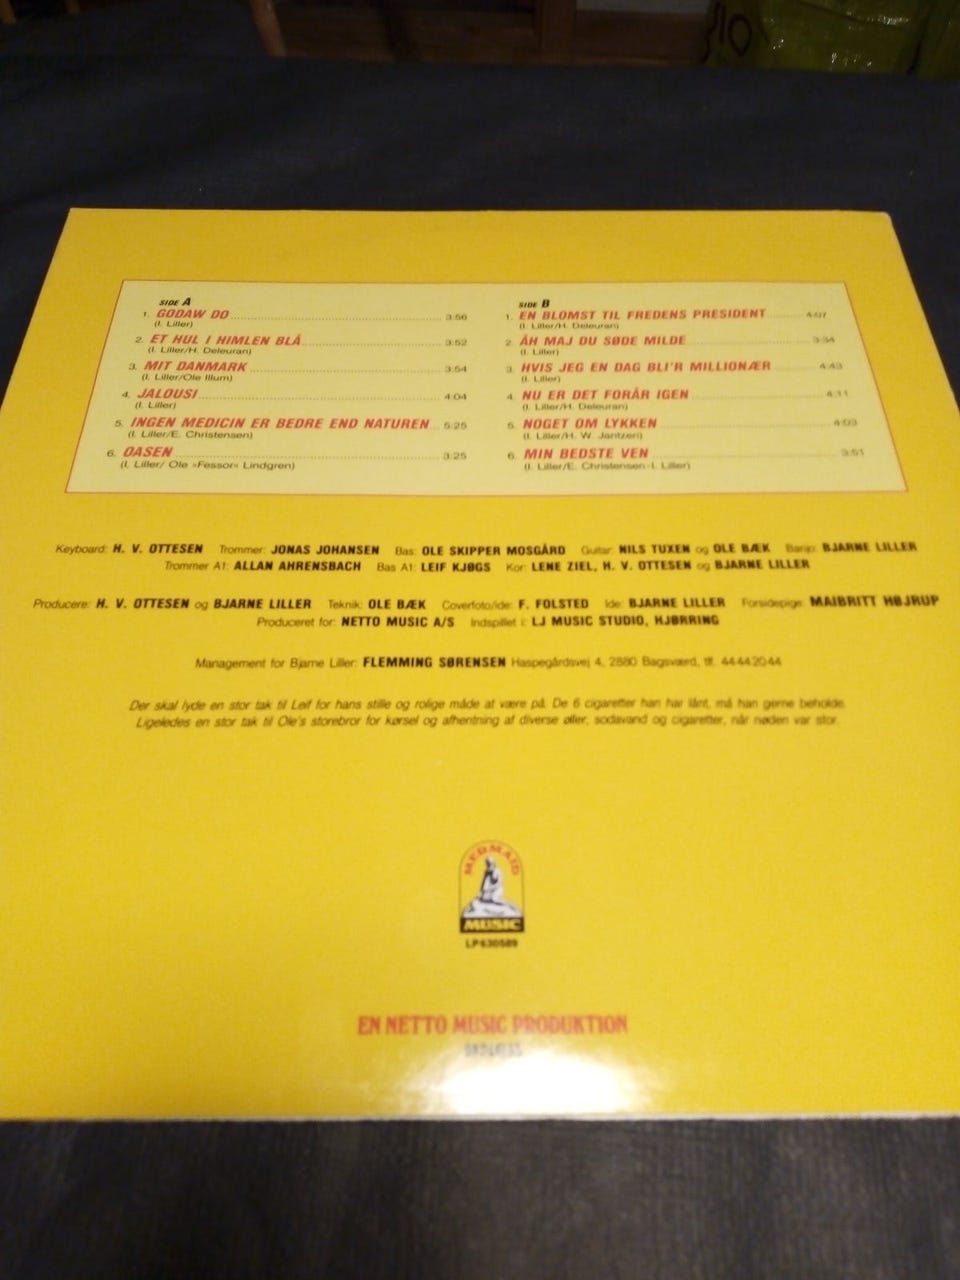 SIDE A
1. GODAW DO 3:56
(I. Liller)
2. ET HUL I HIMLEN BLÅ 3:52
(I. Liller/H. Deleuran)
3. MIT DANMARK 3:54
(I. Liller/Ole Illum)
4. JALOUSI 4:04
(I. Liller)
5. INGEN MEDICIN ER BEDRE END NATUREN 5:25
(I. Liller/E. Christensen)
6. OASEN 3:25
(I. Liller/ Ole »Fessor« Lindgren)
SIDE B
1. EN BLOMST TIL FREDENS PRESIDENT 4:07
(I. Liller/H. Deleuran)
2. ÅH MAJ DU SØDE MILDE 3:34
(I. Liller)
3. HVIS JEG EN DAG BLI'R MILLIONÆR 4:43
(I. Liller)
4. NU ER DET FORÅR IGEN 4:11
(I. Liller/H. Deleuran)
5. NOGET OM LYKKEN 4:03
(I. Liller/H. W. Jantzen)
6. MIN BEDSTE VEN 3:51
(I. Liller/E. Christensen-I. Liller)
Keyboard: H. V. OTTESEN Trommer: JONAS JOHANSEN Bas: OLE SKIPPER MOSGÅRD Guitar: NILS TUXEN og OLE BÆK Banjo: BJARNE LILLER
Trommer A1: ALLAN AHRENSBACH Bas A1: LEIF KJØGS Kor: LENE ZIEL, H. V. OTTESEN og BJARNE LILLER
Producere: H. V. OTTESEN og BJARNE LILLER Teknik: OLE BÆK Coverfoto/ide: F. FOLSTED Ide: BJARNE LILLER Forsidepige: MAIBRITT HØJRUP
Produceret for: NETTO MUSIC A/S Indspillet i: LJ MUSIC STUDIO, HJØRRING
Management for Bjarne Liller: FLEMMING SØRENSEN Haspegårdsvej 4, 2880 Bagsværd, tlf. 44 44 20 44
Der skal lyde en stor tak til Leif for hans stille og rolige måde at være på. De 6 cigaretter han har lånt, må han gerne beholde.
Ligeledes en stor tak til Ole's storebror for kørsel og afhentning af diverse øller, sodavand og cigaretter, når nøden var stor.
MERMAID
MUSIC
LP 630589
EN NETTO MUSIC PRODUKTION